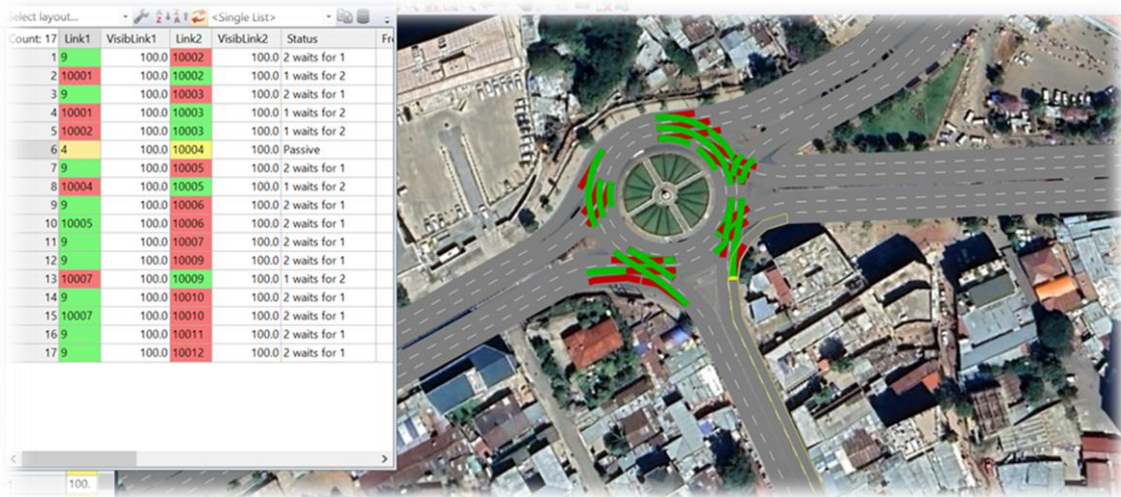 Select layout...
<Single List>
Count: 17 Link1 VisibLink1 Link2 VisibLink2 Status Fr
1 9 100.0 10002 100.0 2 waits for 1
2 10001 100.0 10002 100.0 1 waits for 2
3 9 100.0 10003 100.0 2 waits for 1
4 10001 100.0 10003 100.0 1 waits for 2
5 10002 100.0 10003 100.0 1 waits for 2
6 4 100.0 10004 100.0 Passive
7 9 100.0 10005 100.0 2 waits for 1
8 10004 100.0 10005 100.0 1 waits for 2
9 9 100.0 10006 100.0 2 waits for 1
10 10005 100.0 10006 100.0 2 waits for 1
11 9 100.0 10007 100.0 2 waits for 1
12 9 100.0 10009 100.0 2 waits for 1
13 10007 100.0 10009 100.0 1 waits for 2
14 9 100.0 10010 100.0 2 waits for 1
15 10007 100.0 10010 100.0 2 waits for 1
16 9 100.0 10011 100.0 2 waits for 1
17 9 100.0 10012 100.0 2 waits for 1
100.